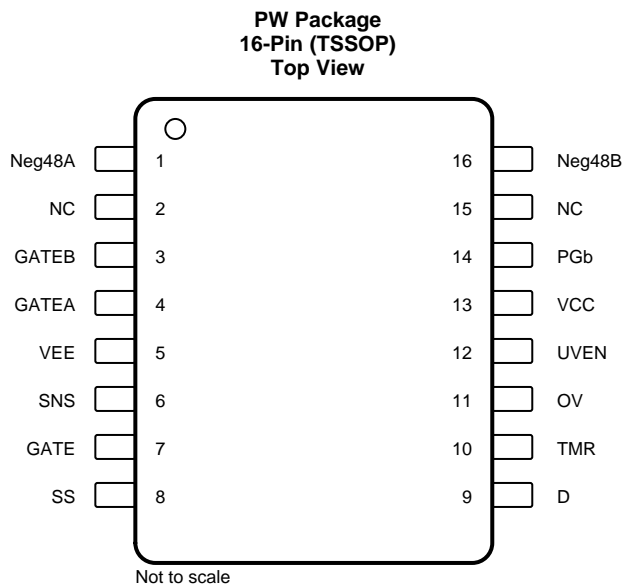 PW Package
16-Pin (TSSOP)
Top View
Neg48A 1 16 Neg48B
NC 2 15 NC
GATEB 3 14 PGb
GATEA 4 13 VCC
VEE 5 12 UVEN
SNS 6 11 OV
GATE 7 10 TMR
SS 8 9 D
Not to scale